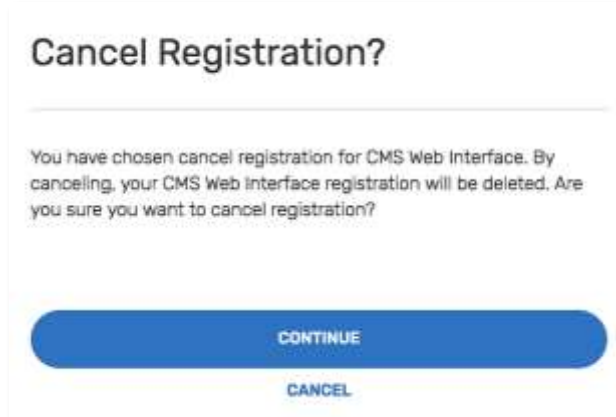 Cancel Registration?
You have chosen cancel registration for CMS Web Interface. By
canceling, your CMS Web Interface registration will be deleted. Are
you sure you want to cancel registration?
CONTINUE
CANCEL